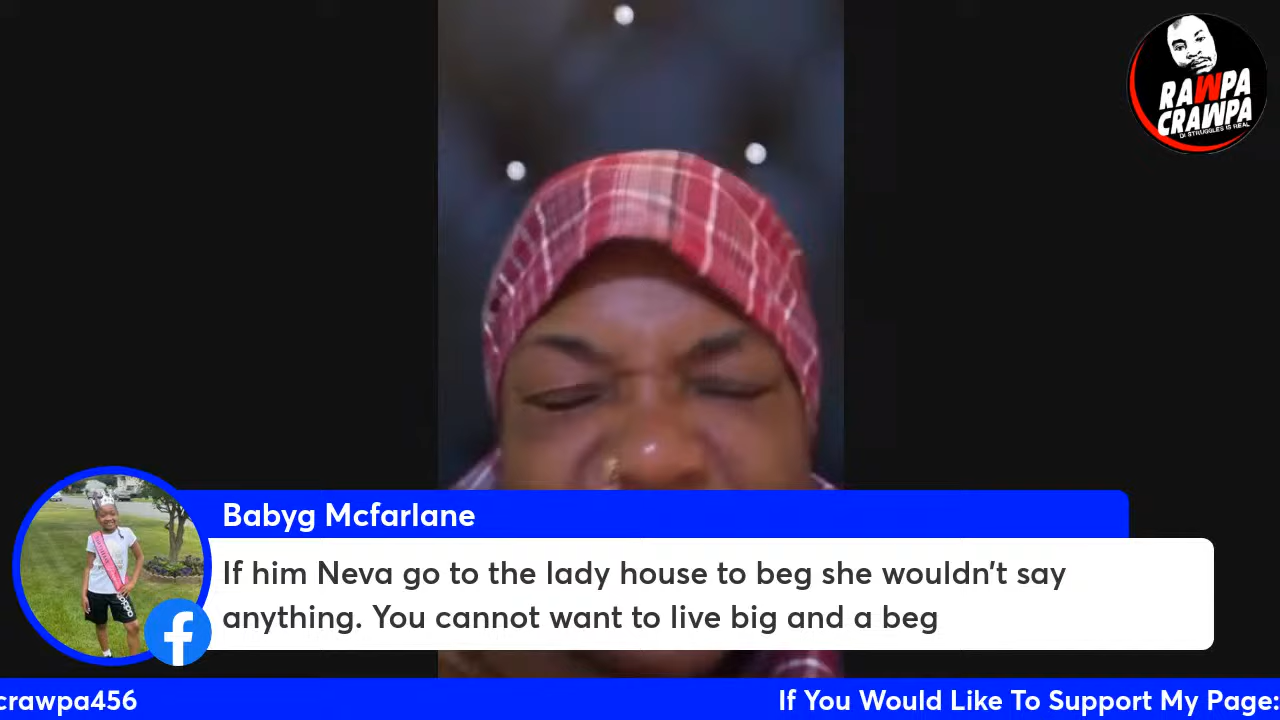 RAWPA
CRAWPA
DI STRUGGLES IS REAL
Babyg Mcfarlane
If him Neva go to the lady house to beg she wouldn't say
anything. You cannot want to live big and a beg
crawpa456
If You Would Like To Support My Page: